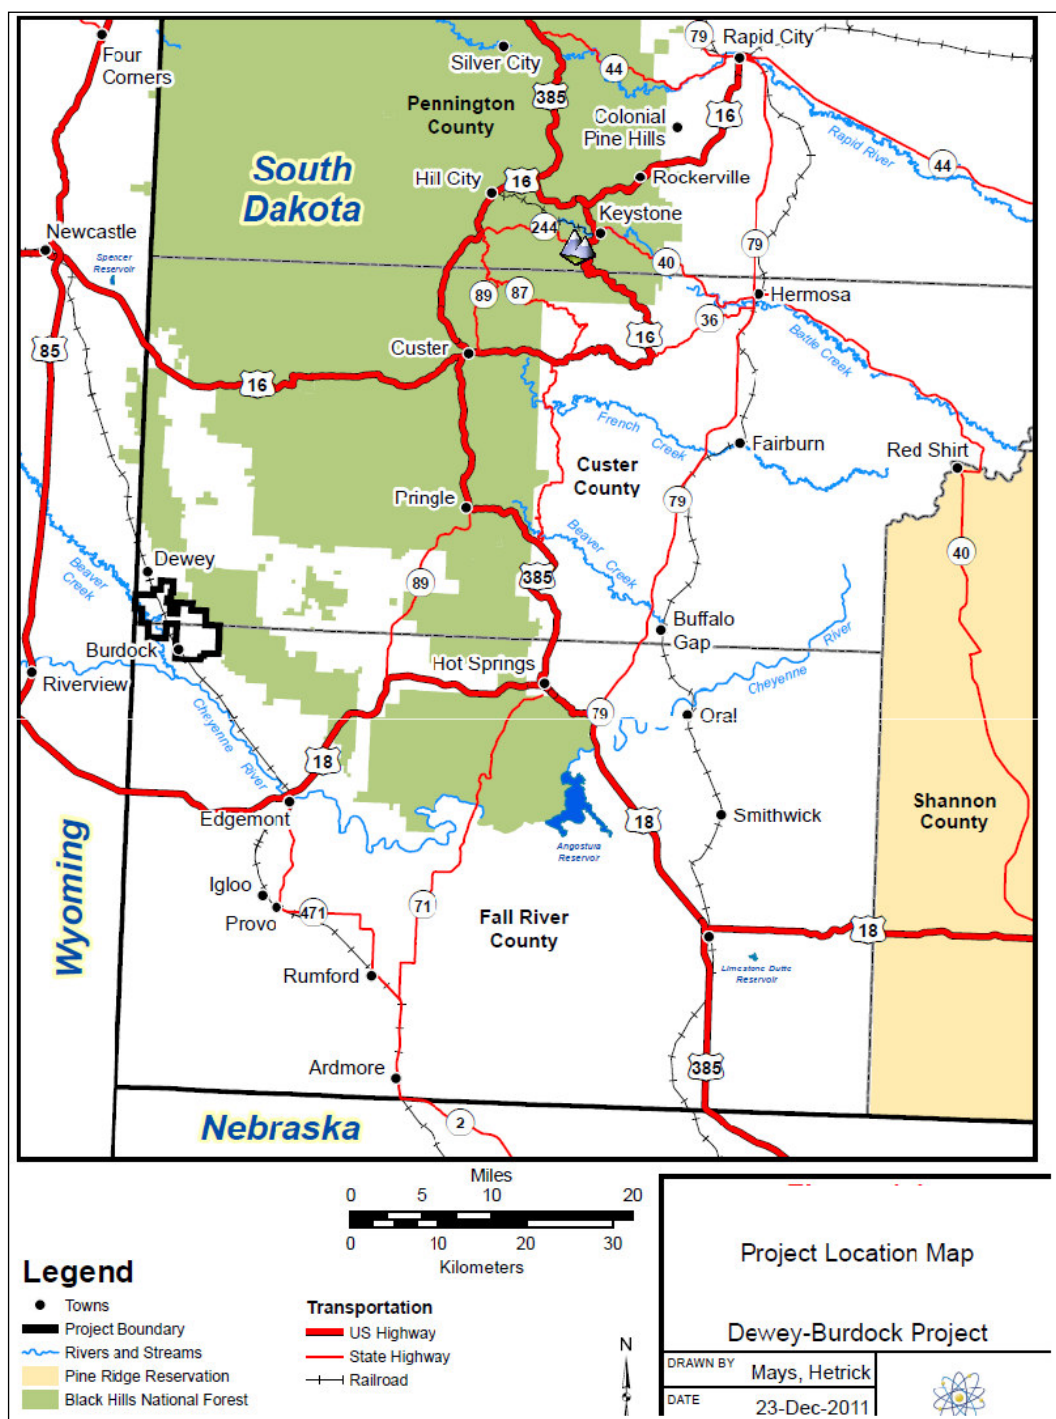 Four
Corners
Silver City
44
385
79
Rapid City
Pennington
County
Colonial
Pine Hills
16
Rapid River
44
South
Dakota
Hill City
16
Rockerville
Keystone
244
Newcastle
Spencer
Reservoir
40
79
Hermosa
89
87
36
16
Battle Creek
85
Custer
16
French Creek
Fairburn
Red Shirt
Custer
County
Pringle
79
Beaver
Creek
40
Dewey
Beaver
Creek
89
385
Buffalo
Gap
River
Burdock
Hot Springs
Riverview
Cheyenne
Cheyenne
River
79
Oral
18
Edgemont
Shannon
County
18
Smithwick
Angostura
Reservoir
Wyoming
Igloo
Provo
471
71
Fall River
County
18
Rumford
Limestone Butte
Reservoir
Ardmore
385
Nebraska
2
Miles
0 5 10 20
0 10 20 30
Kilometers
Project Location Map
Legend
Towns
Project Boundary
Rivers and Streams
Pine Ridge Reservation
Black Hills National Forest
Transportation
US Highway
State Highway
Railroad
N
Dewey-Burdock Project
DRAWN BY Mays, Hetrick
DATE 23-Dec-2011